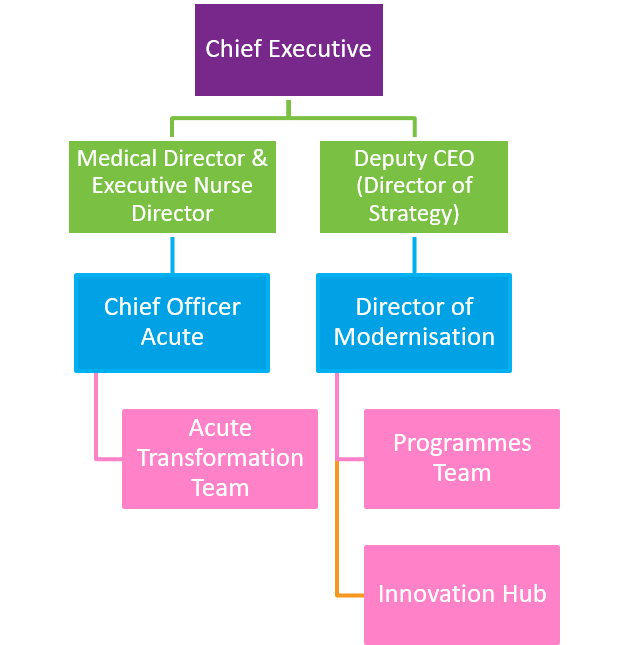 Chief Executive
Medical Director &
Executive Nurse
Director
Deputy CEO
(Director of
Strategy)
Chief Officer
Acute
Director of
Modernisation
Acute
Transformation
Team
Programmes
Team
Innovation Hub